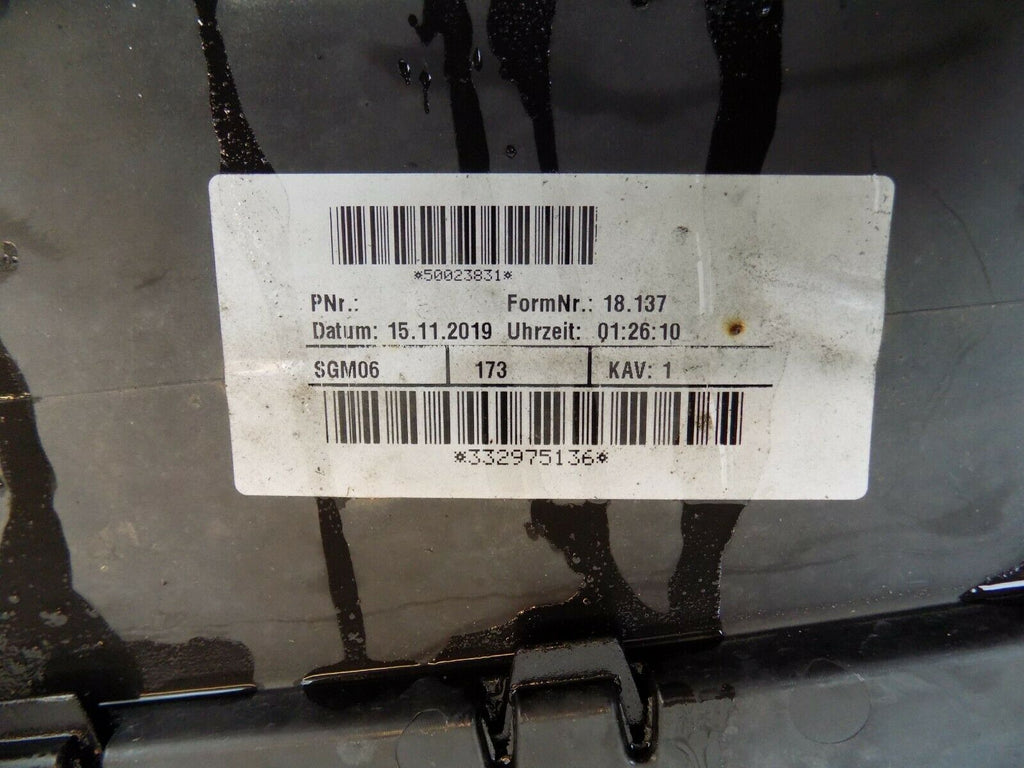 *50023831*
PNr.: FormNr.: 18.137
Datum: 15.11.2019 Uhrzeit: 01:26:10
SGM06 173 KAV: 1
*332975136*